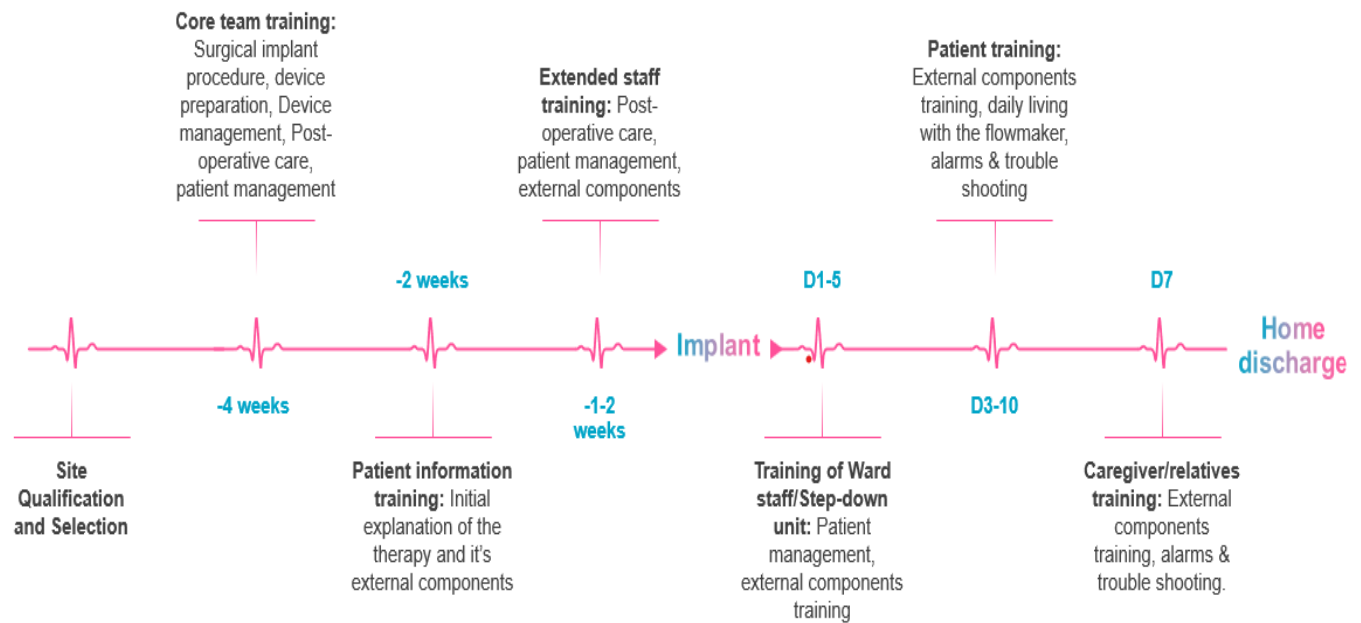 Core team training:
Surgical implant
procedure, device
preparation, Device
management, Post-
operative care,
patient management
Extended staff
training: Post-
operative care,
patient management,
external components
Patient training:
External components
training, daily living
with the flowmaker,
alarms & trouble
shooting
-2 weeks
D1-5
D7
Implant
Home
discharge
-4 weeks
-1-2
weeks
D3-10
Site
Qualification
and Selection
Patient information
training: Initial
explanation of the
therapy and it's
external components
Training of Ward
staff/Step-down
unit: Patient
management,
external components
training
Caregiver/relatives
training: External
components
training, alarms &
trouble shooting.